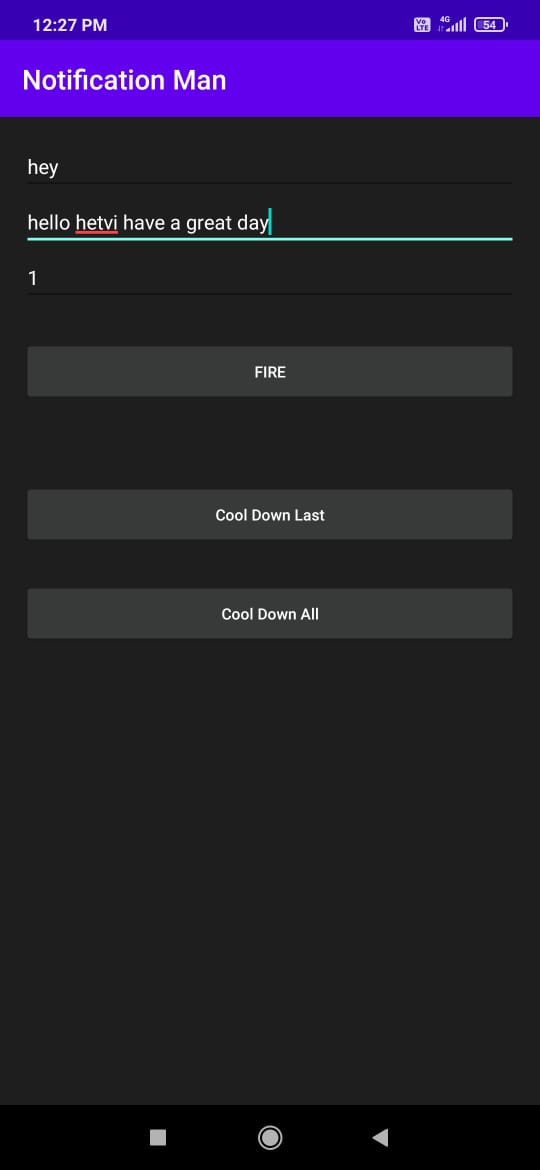 12:27 PM
Vo
LTE
4G
54
Notification Man
hey
hello hetvi have a great day
1
FIRE
Cool Down Last
Cool Down All